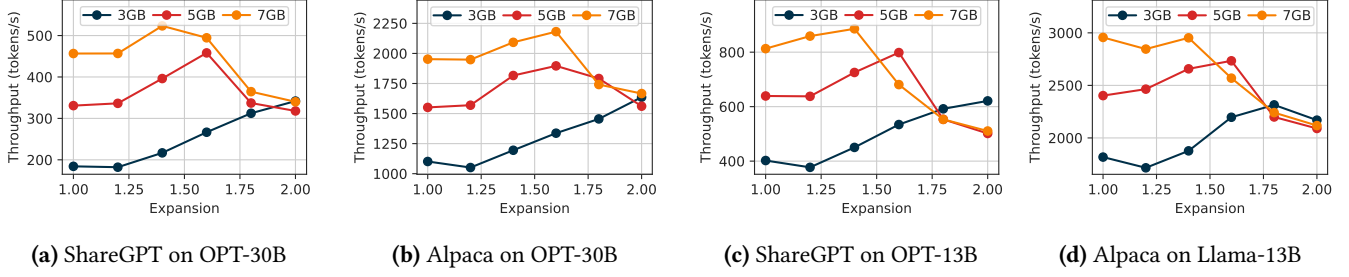 3GB 5GB 7GB
Throughput (tokens/s)
500
400
300
200
1.00 1.25 1.50 1.75 2.00
Expansion
(a) ShareGPT on OPT-30B
3GB 5GB 7GB
Throughput (tokens/s)
2250
2000
1750
1500
1250
1000
1.00 1.25 1.50 1.75 2.00
Expansion
(b) Alpaca on OPT-30B
3GB 5GB 7GB
Throughput (tokens/s)
800
600
400
1.00 1.25 1.50 1.75 2.00
Expansion
(c) ShareGPT on OPT-13B
3GB 5GB 7GB
Throughput (tokens/s)
3000
2500
2000
1.00 1.25 1.50 1.75 2.00
Expansion
(d) Alpaca on Llama-13B